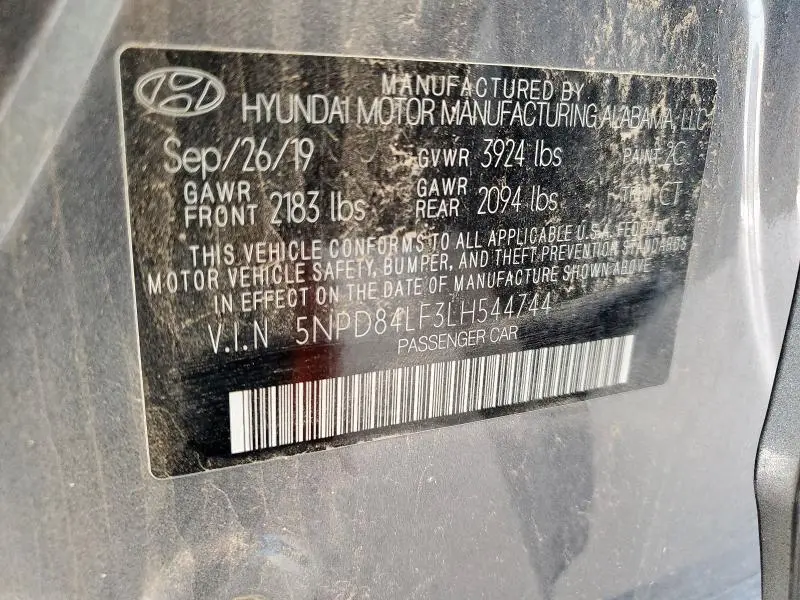 MANUFACTURED BY
HYUNDAI MOTOR MANUFACTURING ALABAMA, LLC
Sep/26/19 GVWR 3924 lbs PAINT 2C
GAWR FRONT 2183 lbs GAWR REAR 2094 lbs TRIM CT
THIS VEHICLE CONFORMS TO ALL APPLICABLE U.S.A. FEDERAL
MOTOR VEHICLE SAFETY, BUMPER, AND THEFT PREVENTION STANDARDS
IN EFFECT ON THE DATE OF MANUFACTURE SHOWN ABOVE
V.I.N 5NPD84LF3LH544744
PASSENGER CAR